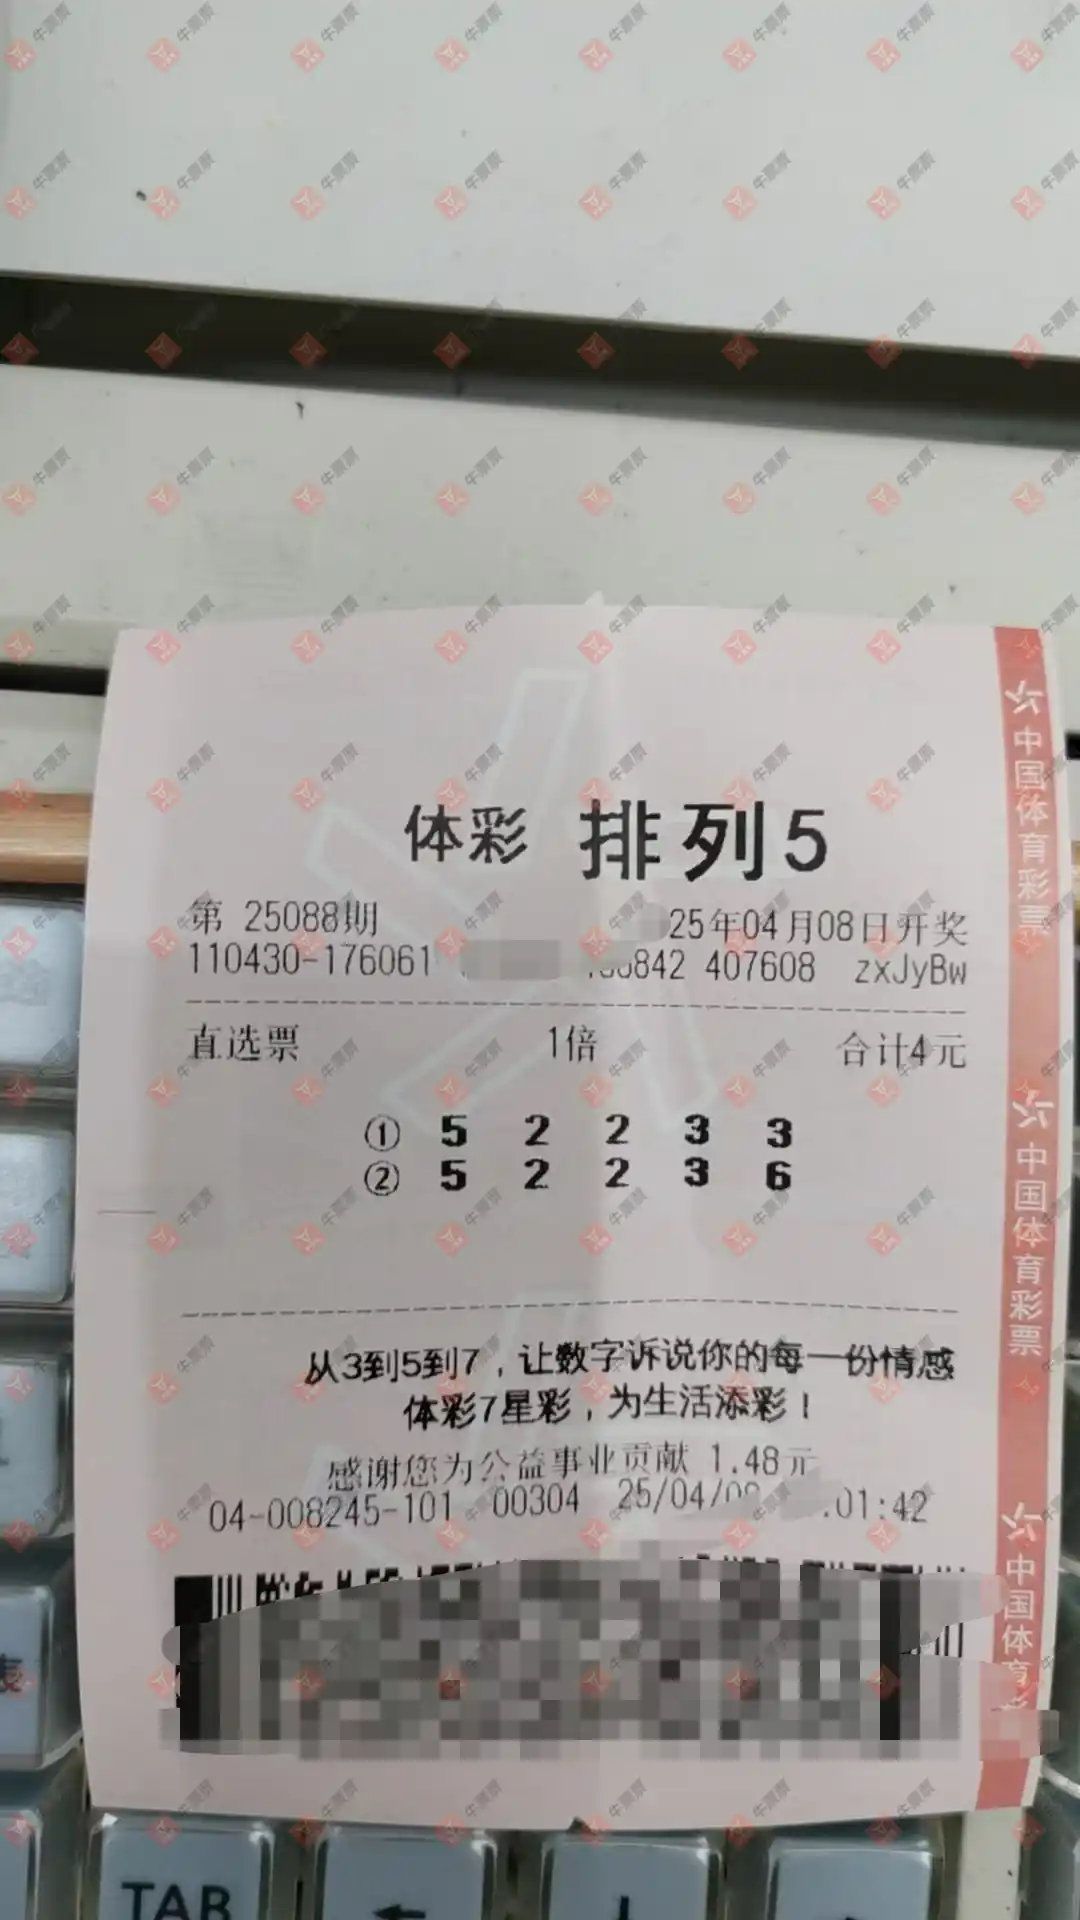 体彩 排列5
第 25088期 25年04月08日开奖
110430-176061 842 407608 zxJyBw
直选票 1倍 合计4元
① 5 2 2 3 3
② 5 2 2 3 6
从3到5到7，让数字诉说你的每一份情感
体彩7星彩，为生活添彩！
感谢您为公益事业贡献 1.48元
04-008245-101 00304 25/04/0 01:42
中国体育彩票
中国体育彩票
中国体育彩
TAB
牛票票